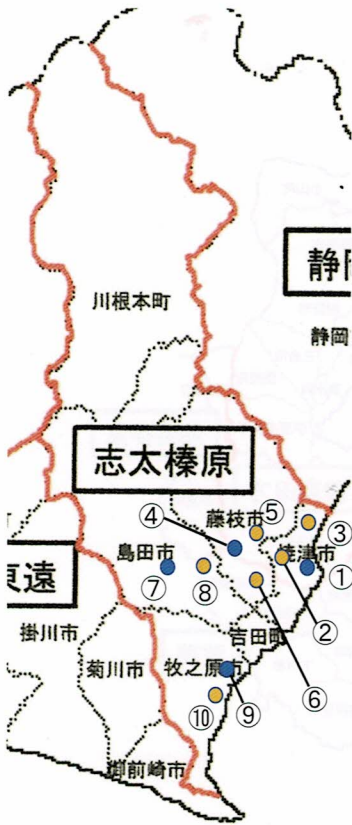 静
静岡
川根本町
志太榛原
藤枝市
⑤
③
④
焼津市
①
島田市
⑦
⑧
②
東遠
吉田町
⑥
掛川市
菊川市
牧之原市
⑨
⑩
御前崎市